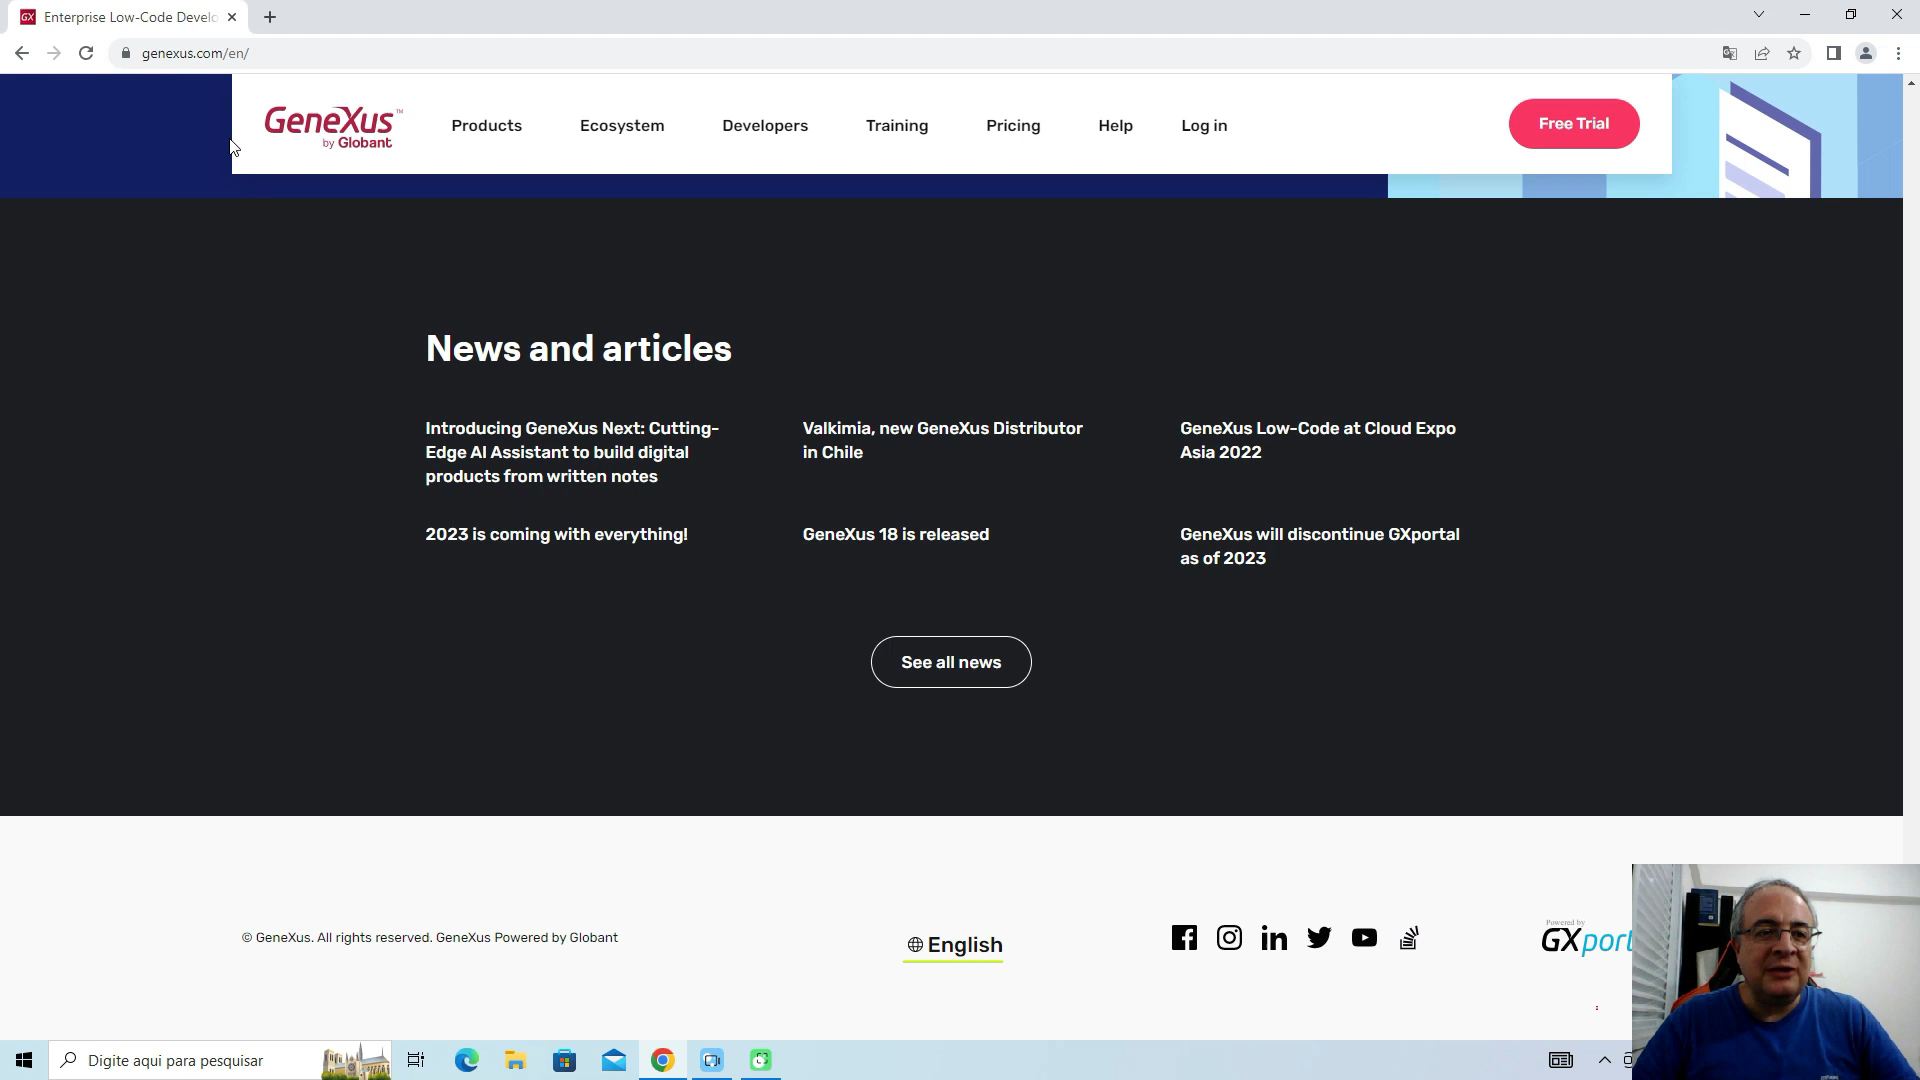 GX Enterprise Low-Code Develo
genexus.com/en/
GeneXus™
by Globant
Products
Ecosystem
Developers
Training
Pricing
Help
Log in
Free Trial
News and articles
Introducing GeneXus Next: Cutting-
Edge AI Assistant to build digital
products from written notes
Valkimia, new GeneXus Distributor
in Chile
GeneXus Low-Code at Cloud Expo
Asia 2022
2023 is coming with everything!
GeneXus 18 is released
GeneXus will discontinue GXportal
as of 2023
See all news
© GeneXus. All rights reserved. GeneXus Powered by Globant
English
Powered by
GXport
Digite aqui para pesquisar